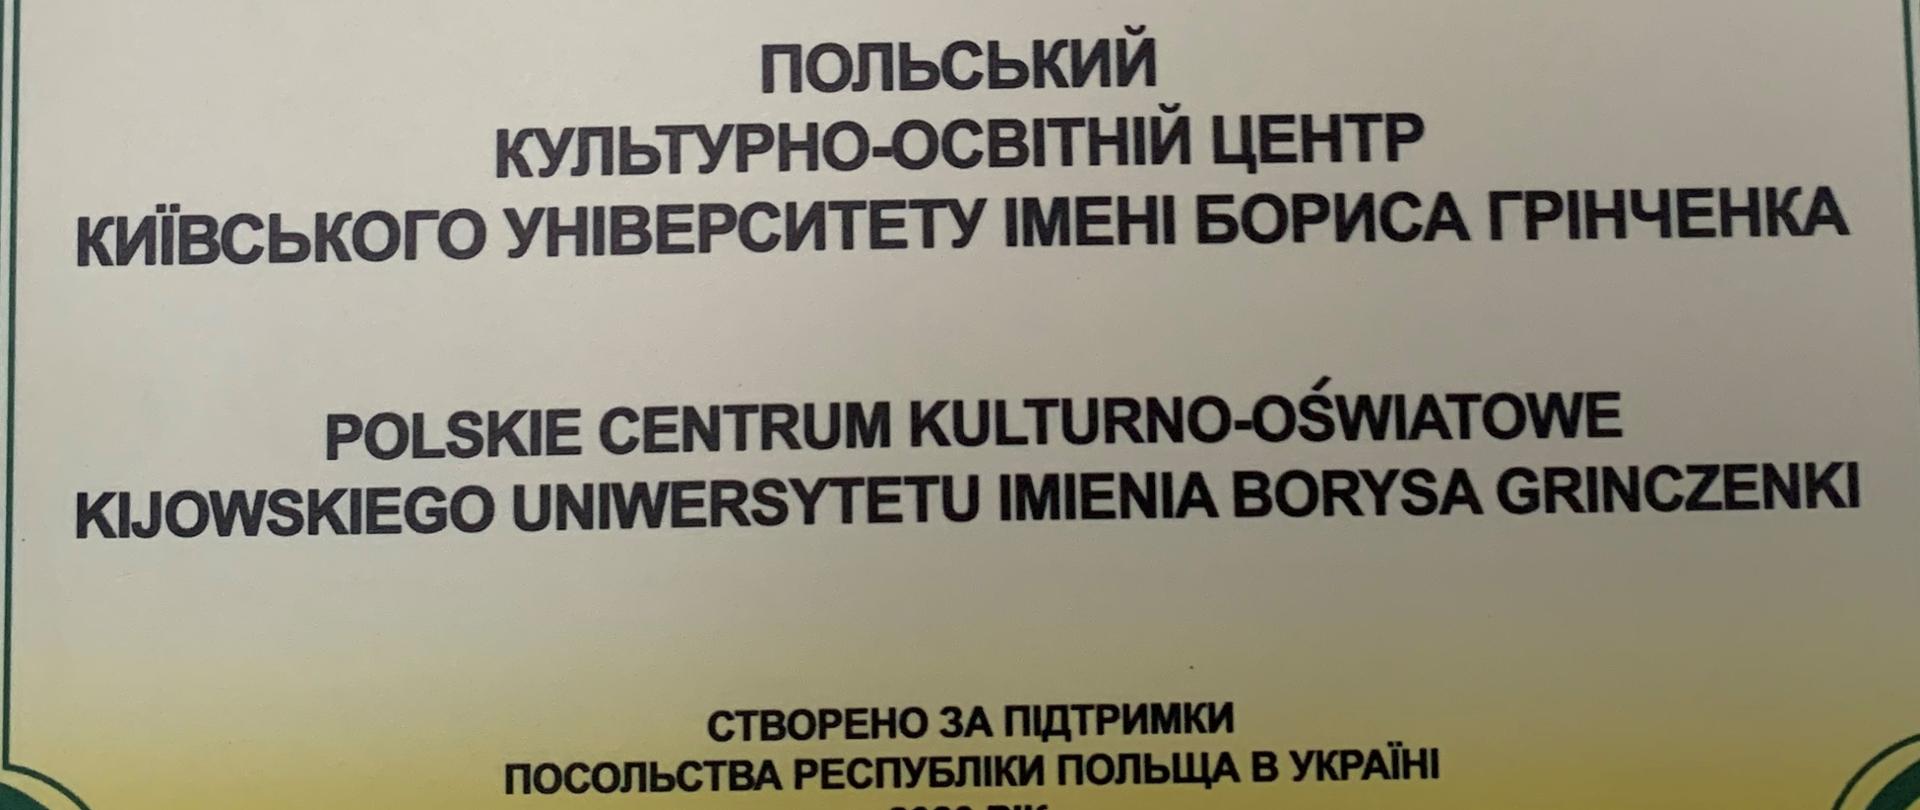 ПОЛЬСЬКИЙ
КУЛЬТУРНО-ОСВІТНІЙ ЦЕНТР
КИЇВСЬКОГО УНІВЕРСИТЕТУ ІМЕНІ БОРИСА ГРІНЧЕНКА
POLSKIE CENTRUM KULTURNO-OŚWIATOWE
KIJOWSKIEGO UNIWERSYTETU IMIENIA BORYSA GRINCZENKI
СТВОРЕНО ЗА ПІДТРИМКИ
ПОСОЛЬСТВА РЕСПУБЛІКИ ПОЛЬЩА В УКРАЇНІ